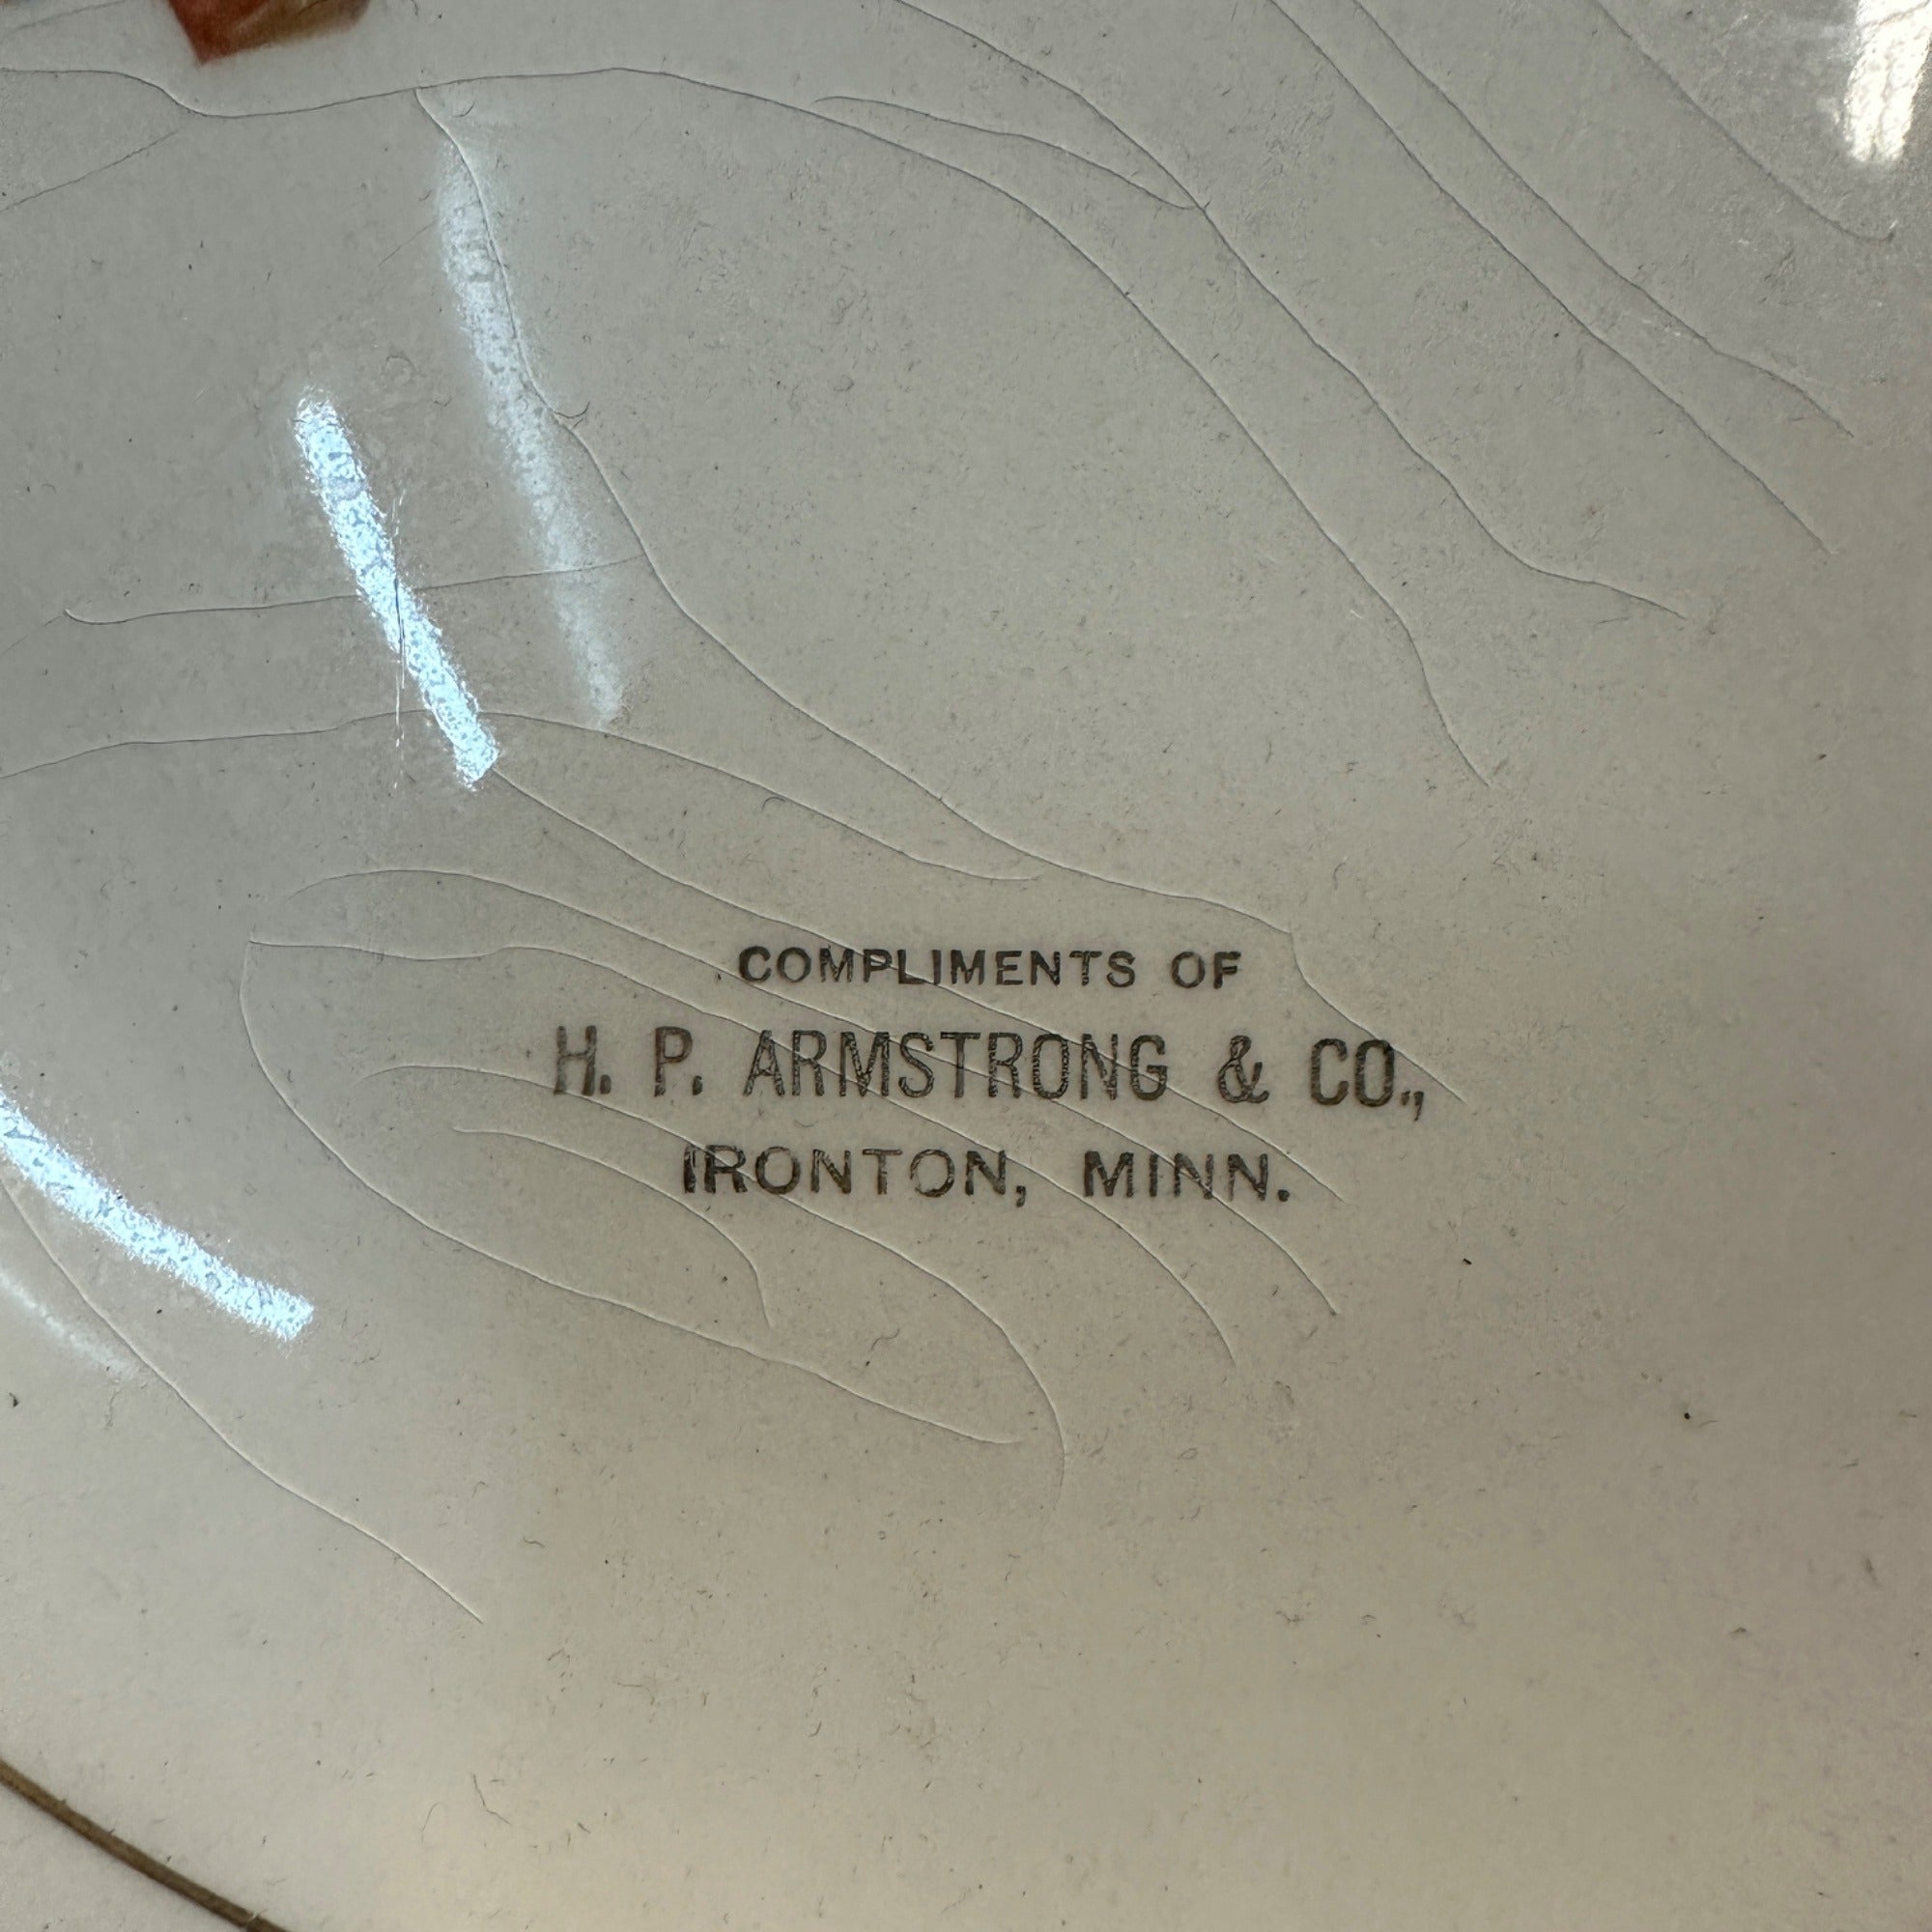 COMPLIMENTS OF
H. P. ARMSTRONG & CO.,
IRONTON, MINN.